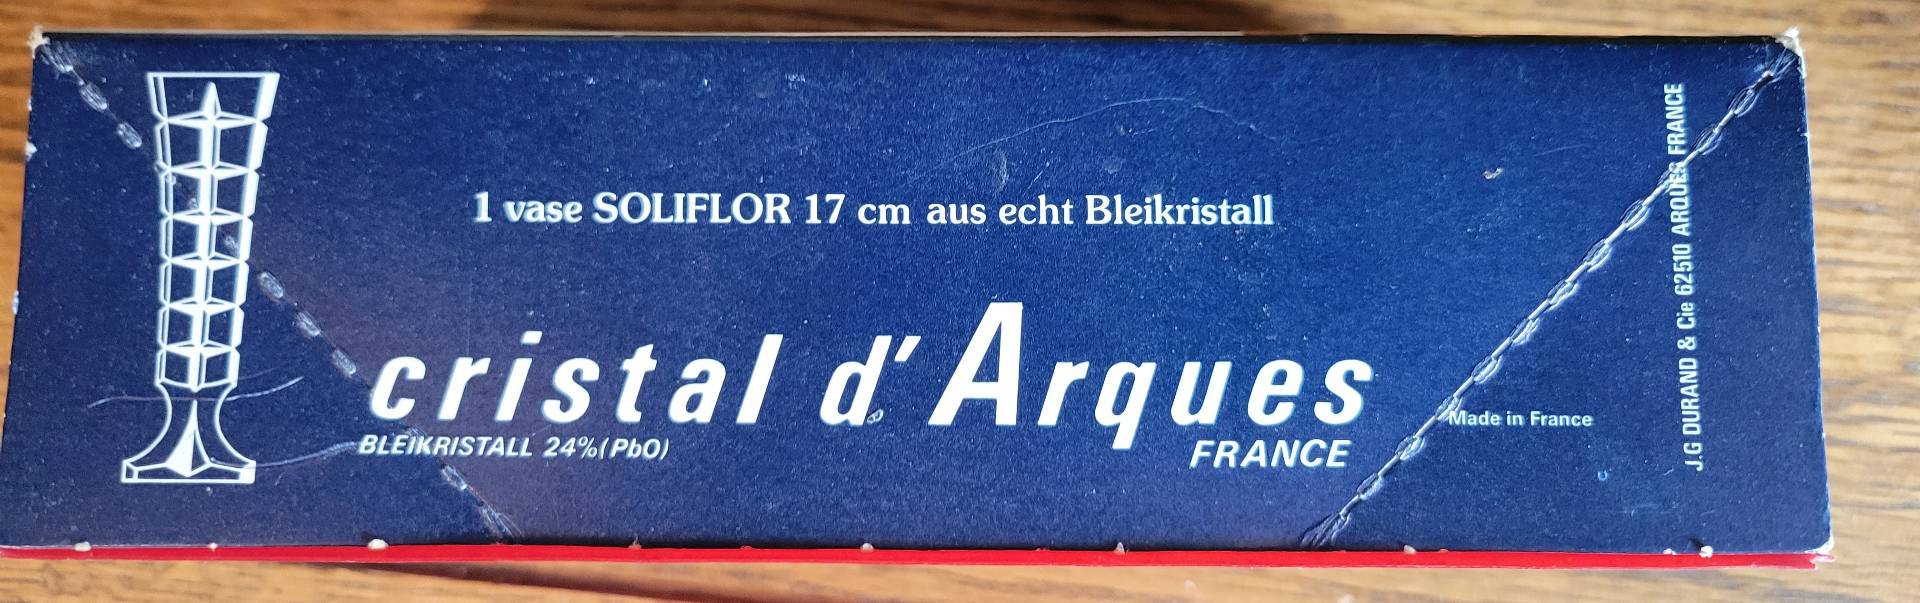 1 vase SOLIFLOR 17 cm aus echt Bleikristall
cristal d'Arques
BLEIKRISTALL 24% (PbO)
FRANCE
Made in France
J.G DURAND & Cie 62510 ARQUES FRANCE